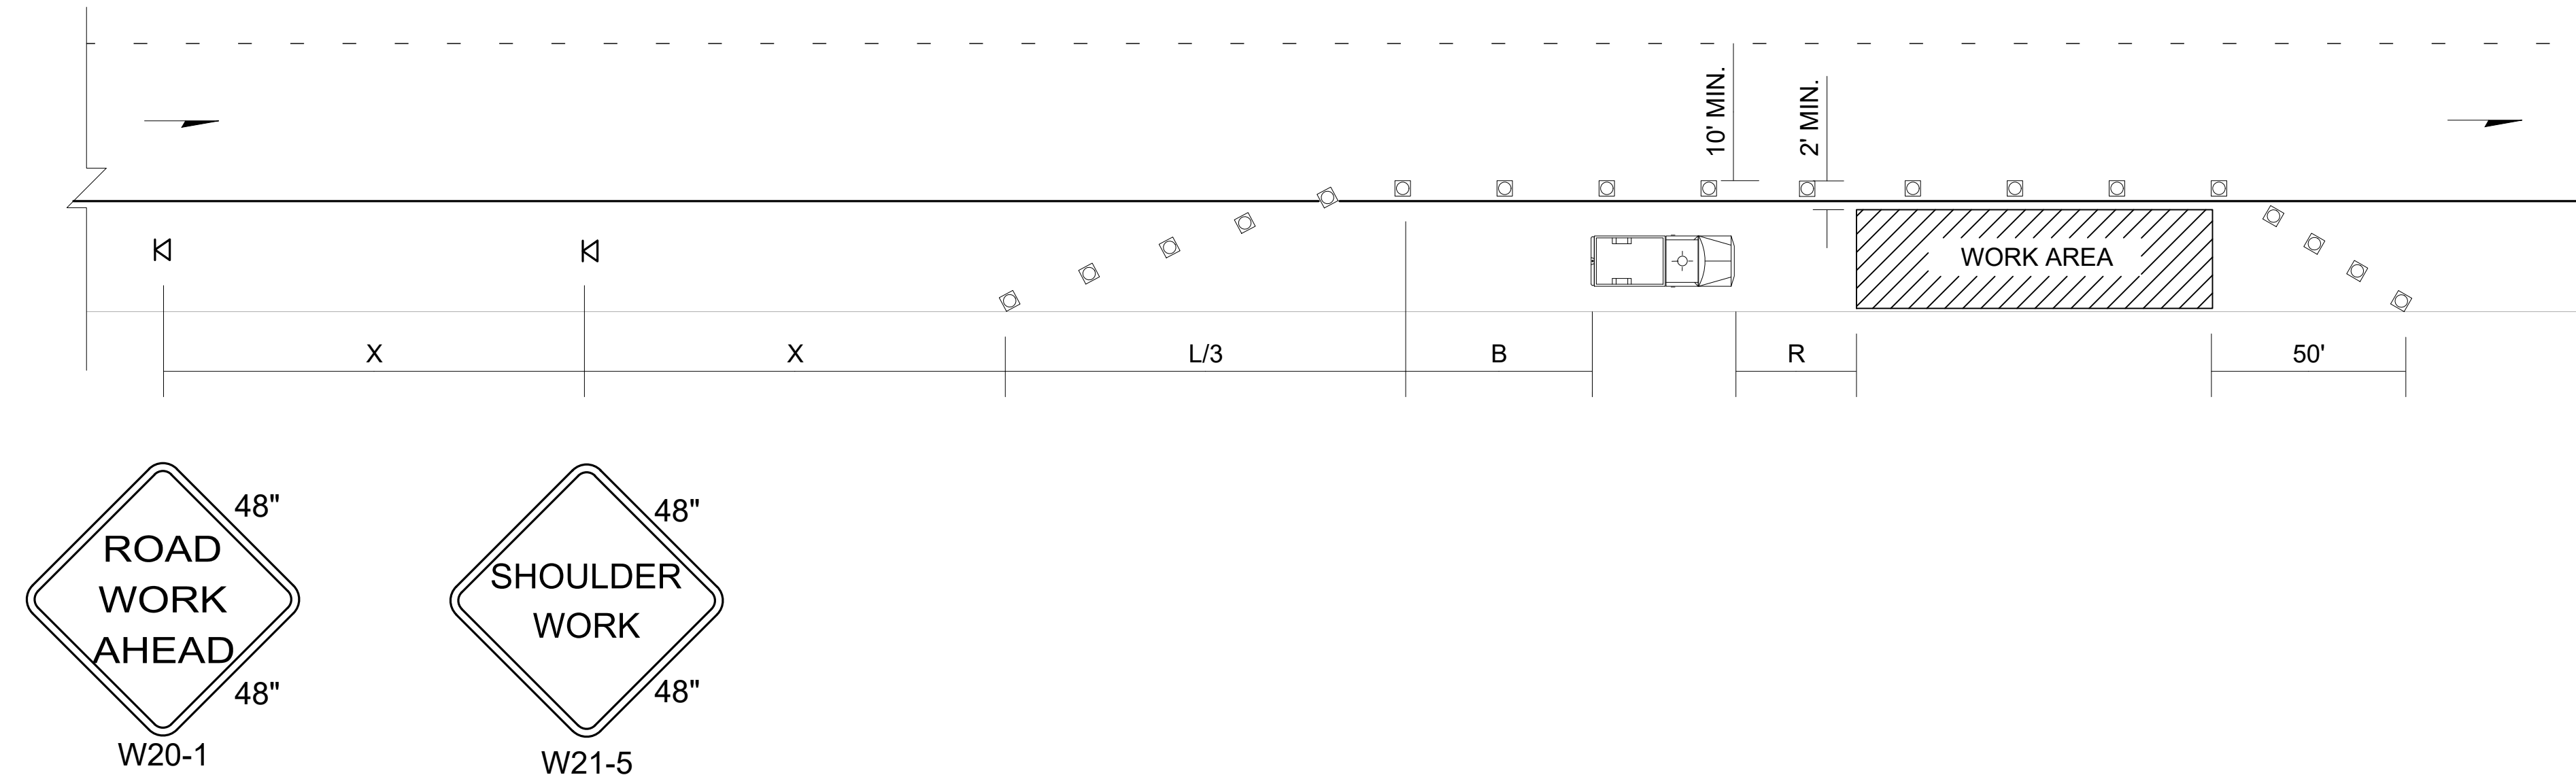 10' MIN.
2' MIN.
WORK AREA
X
X
L/3
B
R
50'
ROAD
WORK
AHEAD
48"
48"
W20-1
SHOULDER
WORK
48"
48"
W21-5